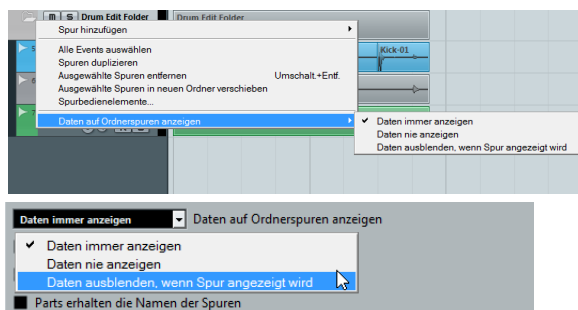 m S Drum Edit Folder Drum Edit Folder
Spur hinzufügen
5 Alle Events auswählen Kick-01
Spuren duplizieren
Ausgewählte Spuren entfernen Umschalt.+Entf.
6 Ausgewählte Spuren in neuen Ordner verschieben
Spurbedienelemente...
7 Daten auf Ordnerspuren anzeigen
Daten immer anzeigen
Daten nie anzeigen
Daten ausblenden, wenn Spur angezeigt wird
Daten immer anzeigen Daten auf Ordnerspuren anzeigen
Daten immer anzeigen
Daten nie anzeigen
Daten ausblenden, wenn Spur angezeigt wird
Parts erhalten die Namen der Spuren